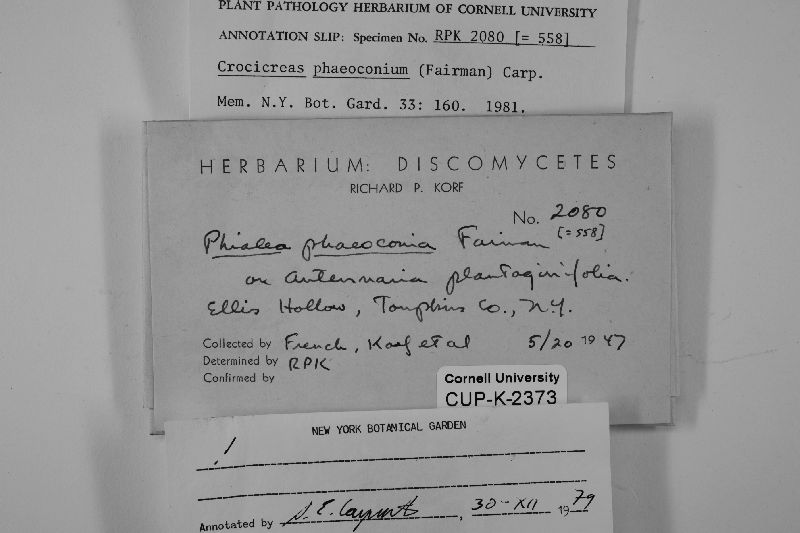 PLANT PATHOLOGY HERBARIUM OF CORNELL UNIVERSITY
ANNOTATION SLIP: Specimen No. RPK 2080 [= 558]
Crocicreas phaeoconium (Fairman) Carp.
Mem. N.Y. Bot. Gard. 33: 160. 1981.
HERBARIUM: DISCOMYCETES
RICHARD P. KORF
No. 2080
[= 558]
Phialea phaeoconia Fairman
on Antennaria plantaginifolia.
Ellis Hollow, Tompkins Co., N.Y.
Collected by French, Korf et al 5/20 1947
Determined by RPK
Confirmed by
Cornell University
CUP-K-2373
NEW YORK BOTANICAL GARDEN
!
Annotated by S. E. Carpenter, 30-XII 1979